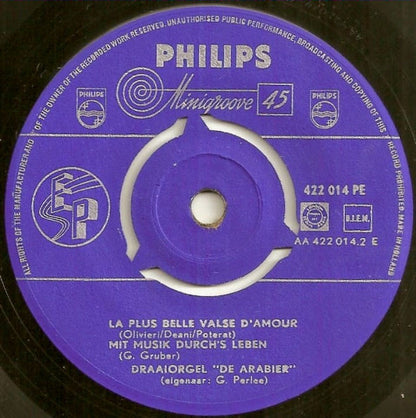 ALL RIGHTS OF THE MANUFACTURER AND OF THE OWNER OF THE RECORDED WORK RESERVED. UNAUTHORISED PUBLIC PERFORMANCE, BROADCASTING AND COPYING OF THIS RECORD PROHIBITED. MADE IN HOLLAND
PHILIPS
Minigroove 45
PHILIPS
PHILIPS
EP
422 014 PE
B.I.E.M.
AA 422 014.2 E
LA PLUS BELLE VALSE D'AMOUR
(Olivieri/Deani/Poterat)
MIT MUSIK DURCH'S LEBEN
(G. Gruber)
DRAAIORGEL "DE ARABIER"
(eigenaar: G. Perlee)